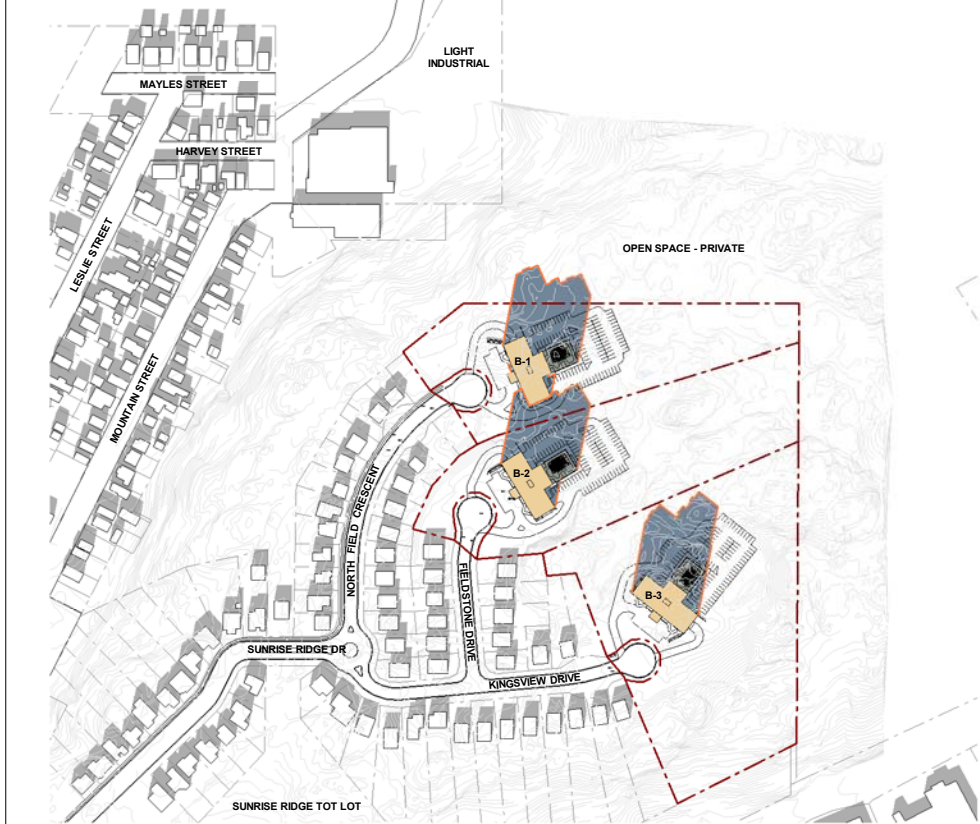 LIGHT
INDUSTRIAL
MAYLES STREET
HARVEY STREET
LESLIE STREET
OPEN SPACE - PRIVATE
B-1
MOUNTAIN STREET
B-2
NORTH FIELD CRESCENT
FIELDSTONE DRIVE
B-3
SUNRISE RIDGE DR
KINGSVIEW DRIVE
SUNRISE RIDGE TOT LOT